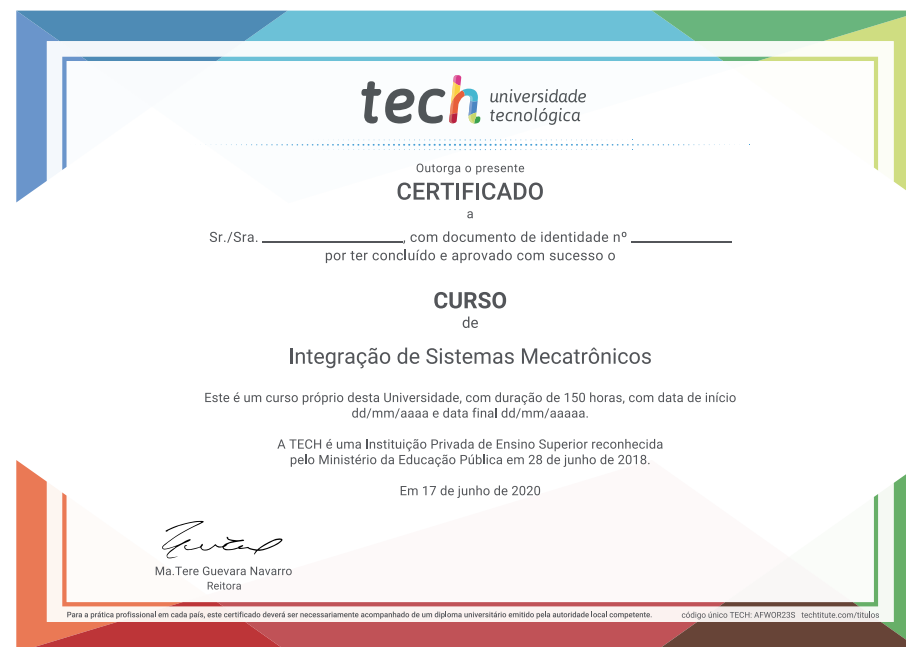 tech universidade
tecnológica
Outorga o presente
CERTIFICADO
a
Sr./Sra. ____________________, com documento de identidade nº ______________
por ter concluído e aprovado com sucesso o
CURSO
de
Integração de Sistemas Mecatrônicos
Este é um curso próprio desta Universidade, com duração de 150 horas, com data de início
dd/mm/aaaa e data final dd/mm/aaaaa.
A TECH é uma Instituição Privada de Ensino Superior reconhecida
pelo Ministério da Educação Pública em 28 de junho de 2018.
Em 17 de junho de 2020
Ma.Tere Guevara Navarro
Reitora
Para a prática profissional em cada país, este certificado deverá ser necessariamente acompanhado de um diploma universitário emitido pela autoridade local competente. código único TECH: AFWOR23S techtitute.com/titulos